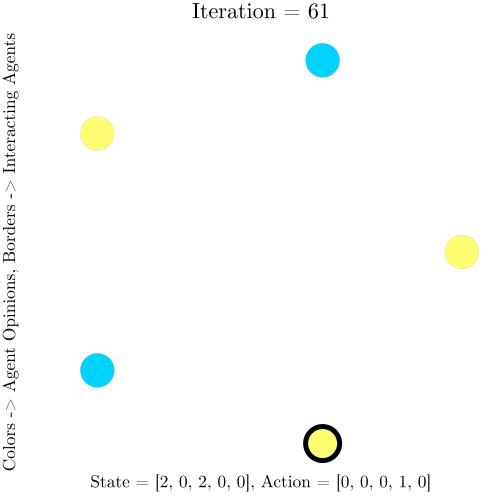 Iteration = 61
Colors -> Agent Opinions, Borders -> Interacting Agents
State = [2, 0, 2, 0, 0], Action = [0, 0, 0, 1, 0]